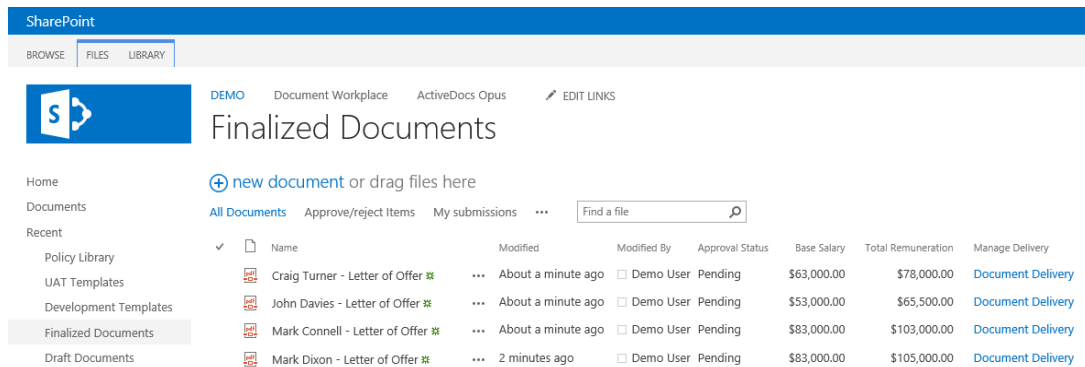 SharePoint
BROWSE FILES LIBRARY
S
DEMO Document Workplace ActiveDocs Opus EDIT LINKS
Finalized Documents
new document or drag files here
All Documents Approve/reject Items My submissions ... Find a file
Name Modified Modified By Approval Status Base Salary Total Remuneration Manage Delivery
pdf Craig Turner - Letter of Offer ... About a minute ago Demo User Pending $63,000.00 $78,000.00 Document Delivery
pdf John Davies - Letter of Offer ... About a minute ago Demo User Pending $53,000.00 $65,500.00 Document Delivery
pdf Mark Connell - Letter of Offer ... About a minute ago Demo User Pending $83,000.00 $103,000.00 Document Delivery
pdf Mark Dixon - Letter of Offer ... 2 minutes ago Demo User Pending $83,000.00 $105,000.00 Document Delivery
Home
Documents
Recent
Policy Library
UAT Templates
Development Templates
Finalized Documents
Draft Documents